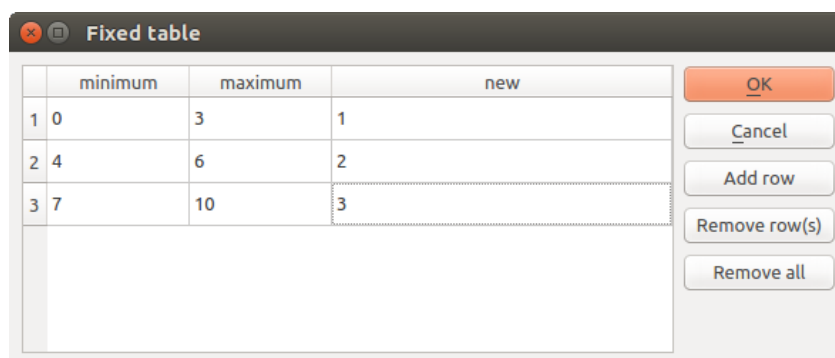 Fixed table
minimum maximum new
1 0 3 1
2 4 6 2
3 7 10 3
OK
Cancel
Add row
Remove row(s)
Remove all